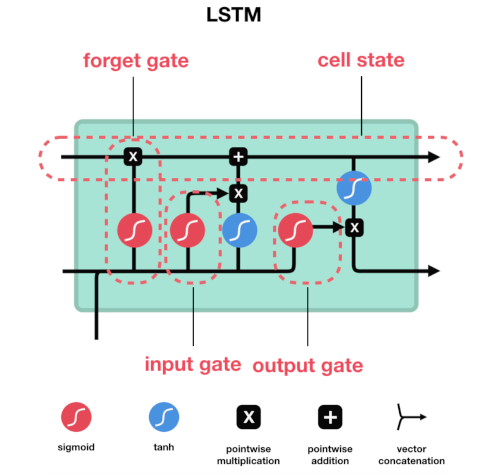 LSTM
forget gate
cell state
X
+
X
X
input gate
output gate
X
+
sigmoid
tanh
pointwise
multiplication
pointwise
addition
vector
concatenation